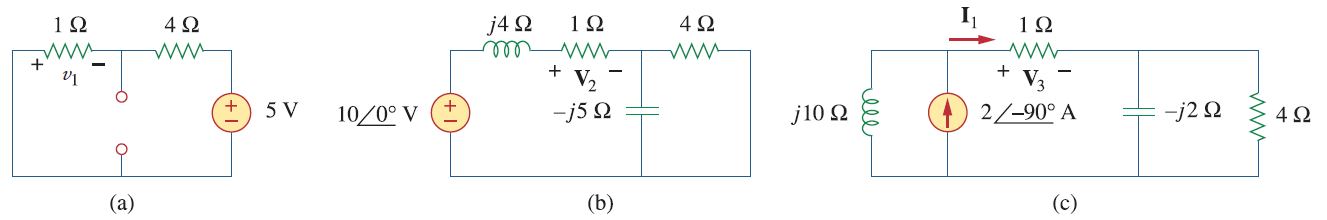 1 Ω
4 Ω
+ v₁ −
+
−
5 V
(a)
j4 Ω
1 Ω
4 Ω
+ V₂ −
10∠0° V
+
−
−j5 Ω
(b)
I₁
1 Ω
+ V₃ −
j10 Ω
2∠−90° A
−j2 Ω
4 Ω
(c)